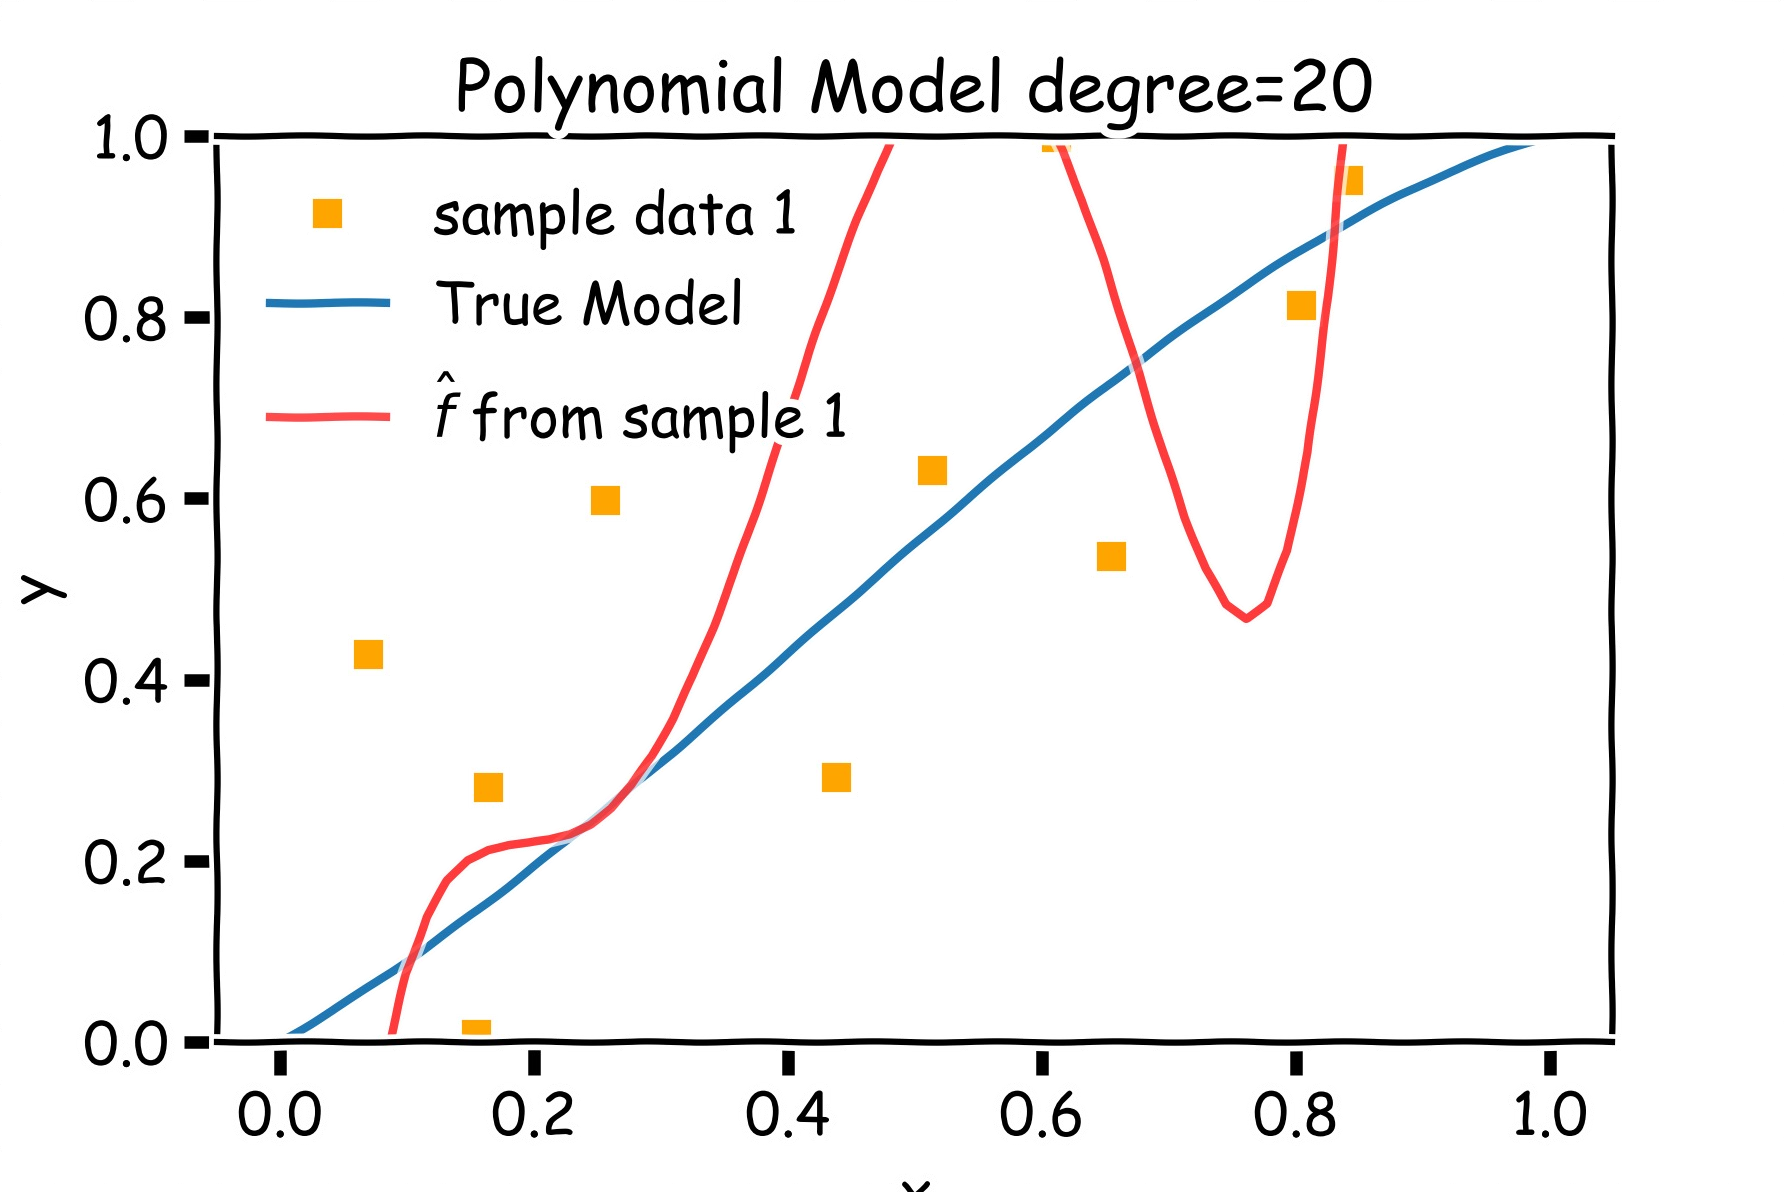 Polynomial Model degree=20
1.0
0.8
0.6
0.4
0.2
0.0
y
sample data 1
True Model
f̂ from sample 1
0.0 0.2 0.4 0.6 0.8 1.0